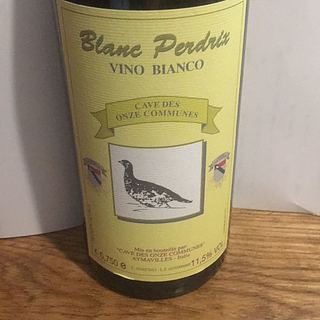 Blanc Perdrix
VINO BIANCO
CAVE DES
ONZE COMMUNES
Mis en bouteille par:
"CAVE DES ONZE COMMUNES"
AYMAVILLES - Italie
0,750 e
11,5% VOL